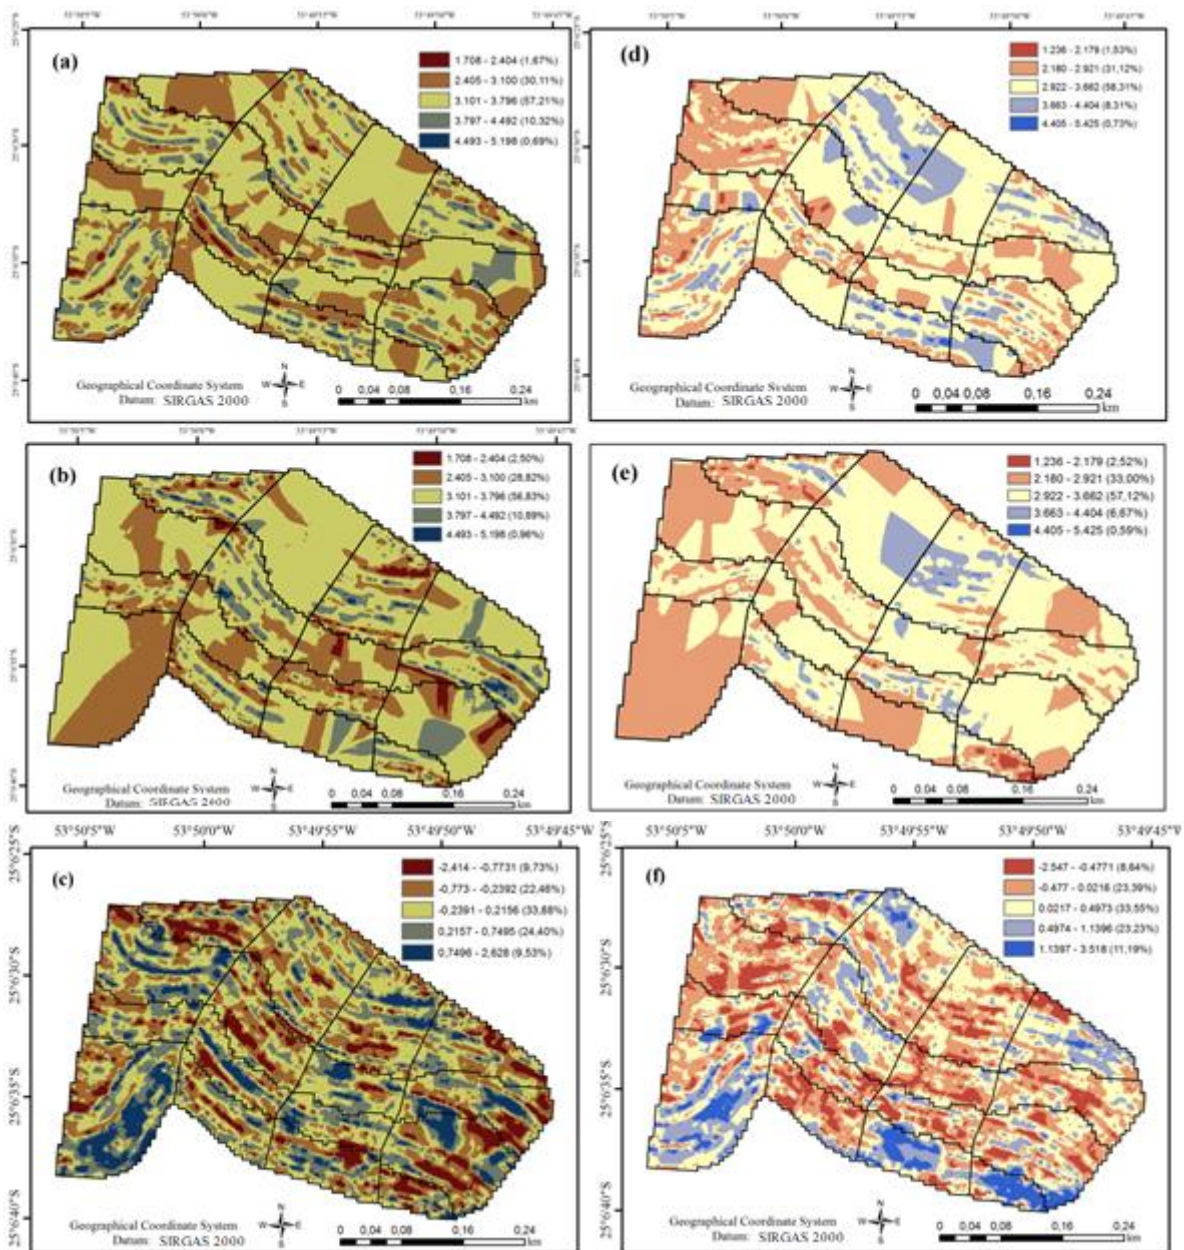 53°50'5"W 53°50'0"W 53°49'55"W 53°49'50"W 53°49'45"W
(a)
1.708 - 2.404 (1,67%)
2.405 - 3.100 (30,11%)
3.101 - 3.796 (57,21%)
3.797 - 4.492 (10,32%)
4.493 - 5.198 (0,69%)
N
W E
S
Geographical Coordinate System
Datum: SIRGAS 2000
0 0,04 0,08 0,16 0,24
km
(d)
1.236 - 2.179 (1,53%)
2.180 - 2.921 (31,12%)
2.922 - 3.662 (58,31%)
3.663 - 4.404 (8,31%)
4.405 - 5.425 (0,73%)
N
W E
S
Geographical Coordinate System
Datum: SIRGAS 2000
0 0,04 0,08 0,16 0,24
km
(b)
1.708 - 2.404 (2,50%)
2.405 - 3.100 (28,82%)
3.101 - 3.796 (56,83%)
3.797 - 4.492 (10,89%)
4.493 - 5.198 (0,96%)
N
W E
S
Geographical Coordinate System
Datum: SIRGAS 2000
0 0,04 0,08 0,16 0,24
km
(e)
1.236 - 2.179 (2,52%)
2.180 - 2.921 (33,00%)
2.922 - 3.662 (57,12%)
3.663 - 4.404 (6,67%)
4.405 - 5.425 (0,59%)
N
W E
S
Geographical Coordinate System
Datum: SIRGAS 2000
0 0,04 0,08 0,16 0,24
km
53°50'5"W 53°50'0"W 53°49'55"W 53°49'50"W 53°49'45"W
25°6'25"S
25°6'30"S
25°6'35"S
25°6'40"S
(c)
-2,414 - -0,7731 (9,73%)
-0,773 - -0,2392 (22,46%)
-0,2391 - 0,2156 (33,88%)
0,2157 - 0,7495 (24,40%)
0,7496 - 2,628 (9,53%)
N
W E
S
Geographical Coordinate System
Datum: SIRGAS 2000
0 0,04 0,08 0,16 0,24
km
53°50'5"W 53°50'0"W 53°49'55"W 53°49'50"W 53°49'45"W
25°6'25"S
25°6'30"S
25°6'35"S
25°6'40"S
(f)
-2,547 - -0,4771 (8,64%)
-0,477 - 0,0216 (23,39%)
0,0217 - 0,4973 (33,55%)
0,4974 - 1,1396 (23,23%)
1,1397 - 3,518 (11,19%)
N
W E
S
Geographical Coordinate System
Datum: SIRGAS 2000
0 0,04 0,08 0,16 0,24
km